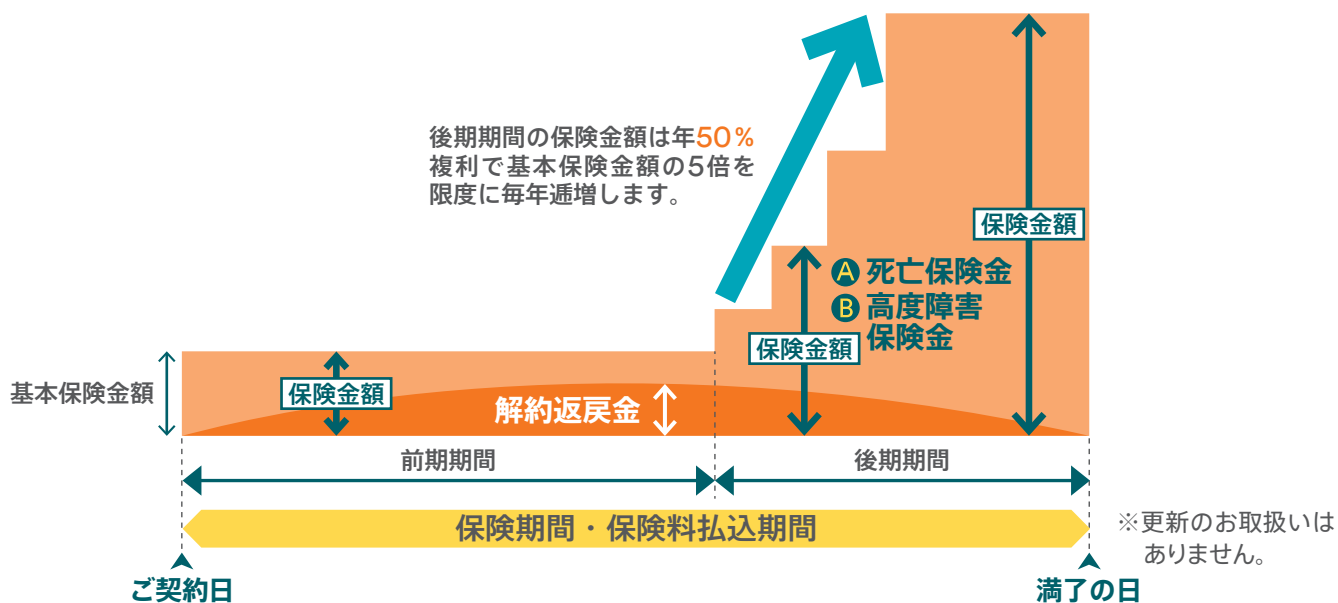 後期期間の保険金額は年50%
複利で基本保険金額の5倍を
限度に毎年逓増します。
保険金額
A 死亡保険金
B 高度障害
保険金
保険金額
基本保険金額
保険金額
解約返戻金
前期期間
後期期間
保険期間・保険料払込期間
※更新のお取扱いは
ありません。
ご契約日
満了の日